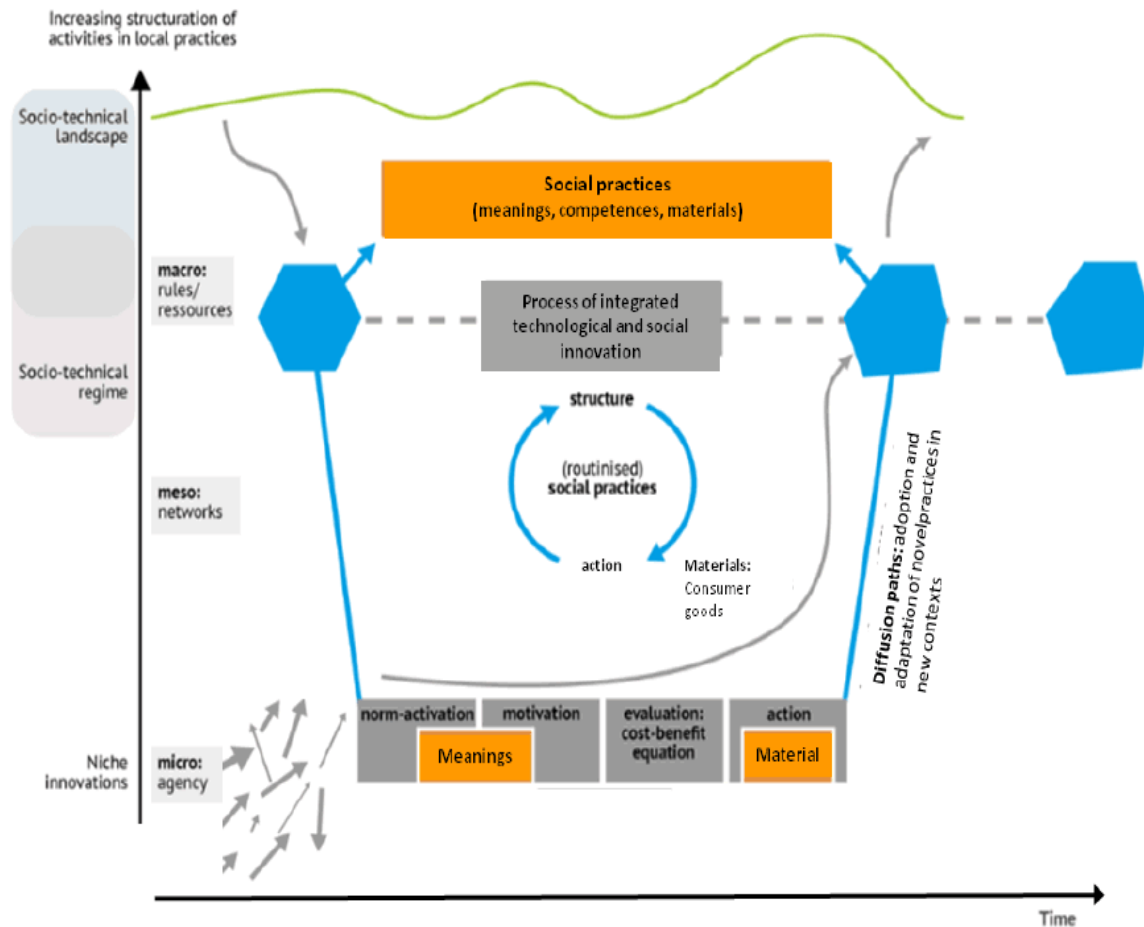 Increasing structuration of
activities in local practices
Socio-technical
landscape
Social practices
(meanings, competences, materials)
macro:
rules/
ressources
Process of integrated
technological and social
innovation
Socio-technical
regime
structure
(routinised)
social practices
meso:
networks
action
Materials:
Consumer
goods
Diffusion paths: adoption and
adaptation of novelpractices in
new contexts
norm-activation
motivation
evaluation:
cost-benefit
equation
action
Meanings
Material
Niche
innovations
micro:
agency
Time